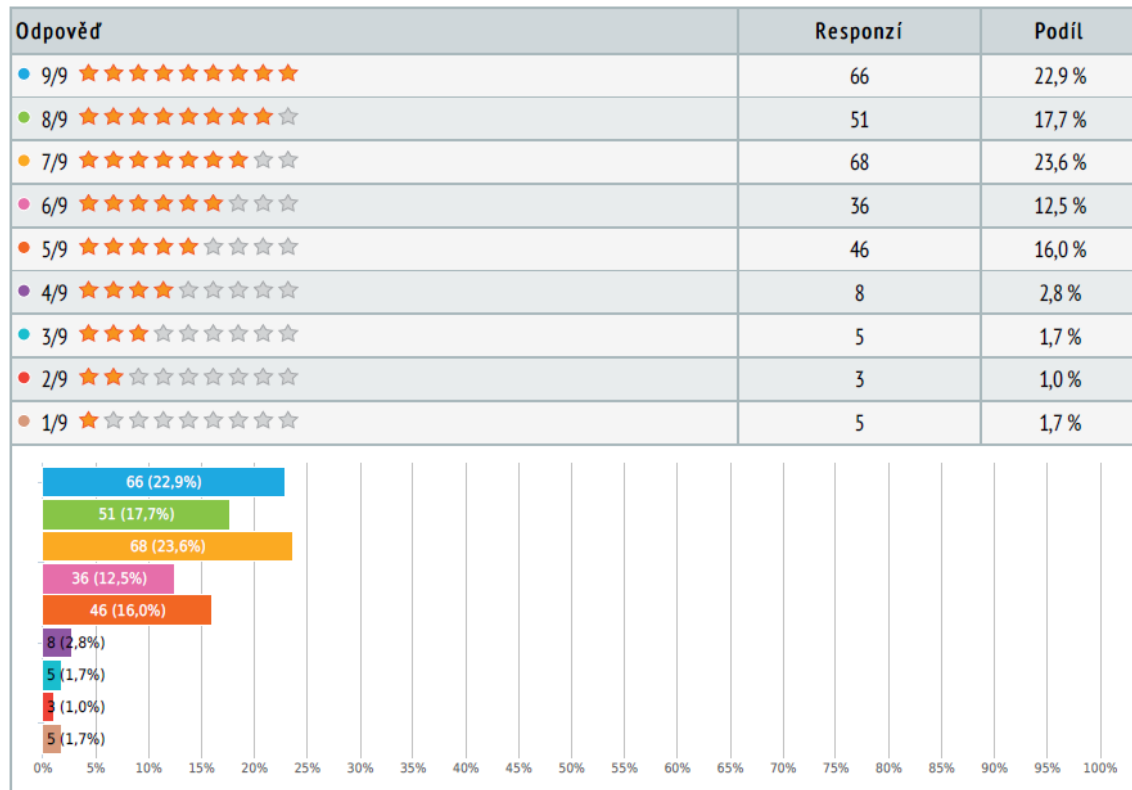 Odpověď Responzí Podíl
9/9 66 22,9 %
8/9 51 17,7 %
7/9 68 23,6 %
6/9 36 12,5 %
5/9 46 16,0 %
4/9 8 2,8 %
3/9 5 1,7 %
2/9 3 1,0 %
1/9 5 1,7 %
66 (22,9%)
51 (17,7%)
68 (23,6%)
36 (12,5%)
46 (16,0%)
8 (2,8%)
5 (1,7%)
3 (1,0%)
5 (1,7%)
0% 5% 10% 15% 20% 25% 30% 35% 40% 45% 50% 55% 60% 65% 70% 75% 80% 85% 90% 95% 100%